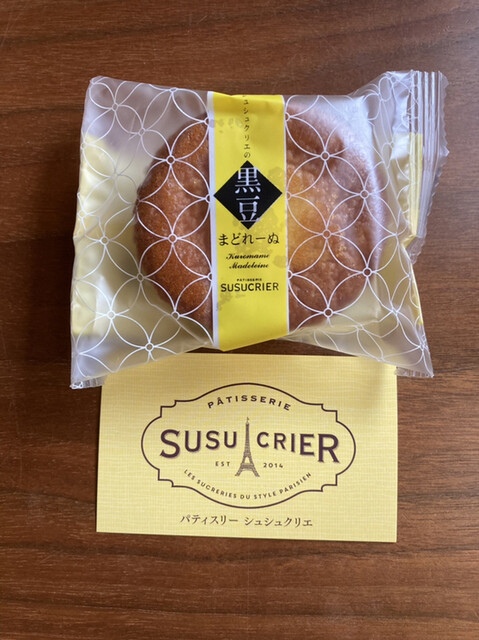 シュシュクリエの
黒豆
まどれーぬ
Kuromame
Madeleine
PATISSERIE
SUSUCRIER
PÂTISSERIE
SUSUCRIER
EST 2014
LES SUCRERIES DU STYLE PARISIEN
パティスリー シュシュクリエ